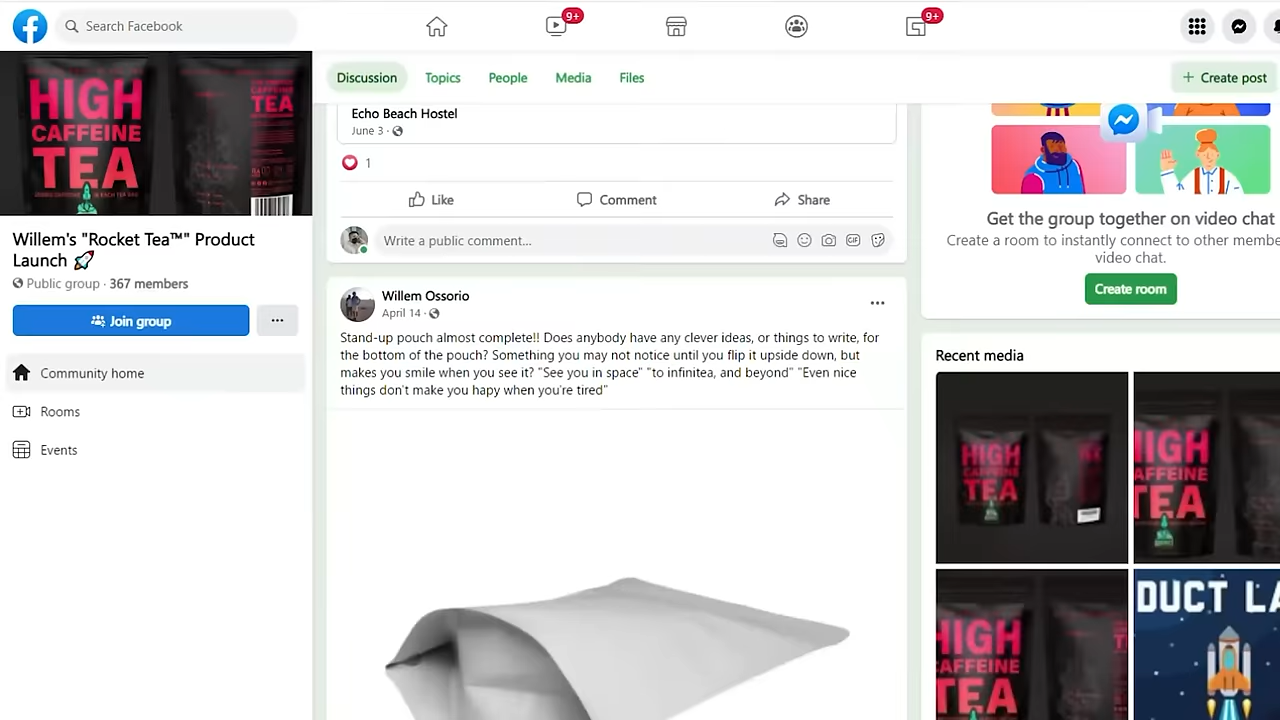 Search Facebook
9+
9+
HIGH
CAFFEINE
TEA
TEA
Willem's "Rocket Tea™" Product
Launch 🚀
Public group · 367 members
Join group
Community home
Rooms
Events
Discussion
Topics
People
Media
Files
+ Create post
Echo Beach Hostel
June 3 ·
1
Like
Comment
Share
Write a public comment...
GIF
Willem Ossorio
April 14 ·
Stand-up pouch almost complete!! Does anybody have any clever ideas, or things to write, for
the bottom of the pouch? Something you may not notice until you flip it upside down, but
makes you smile when you see it? "See you in space" "to infinitea, and beyond" "Even nice
things don't make you hapy when you're tired"
Get the group together on video chat
Create a room to instantly connect to other membe
video chat.
Create room
Recent media
HIGH
CAFFEINE
TEA
HIGH
CAFFEINE
TEA
HIGH
CAFFEINE
TEA
DUCT LA